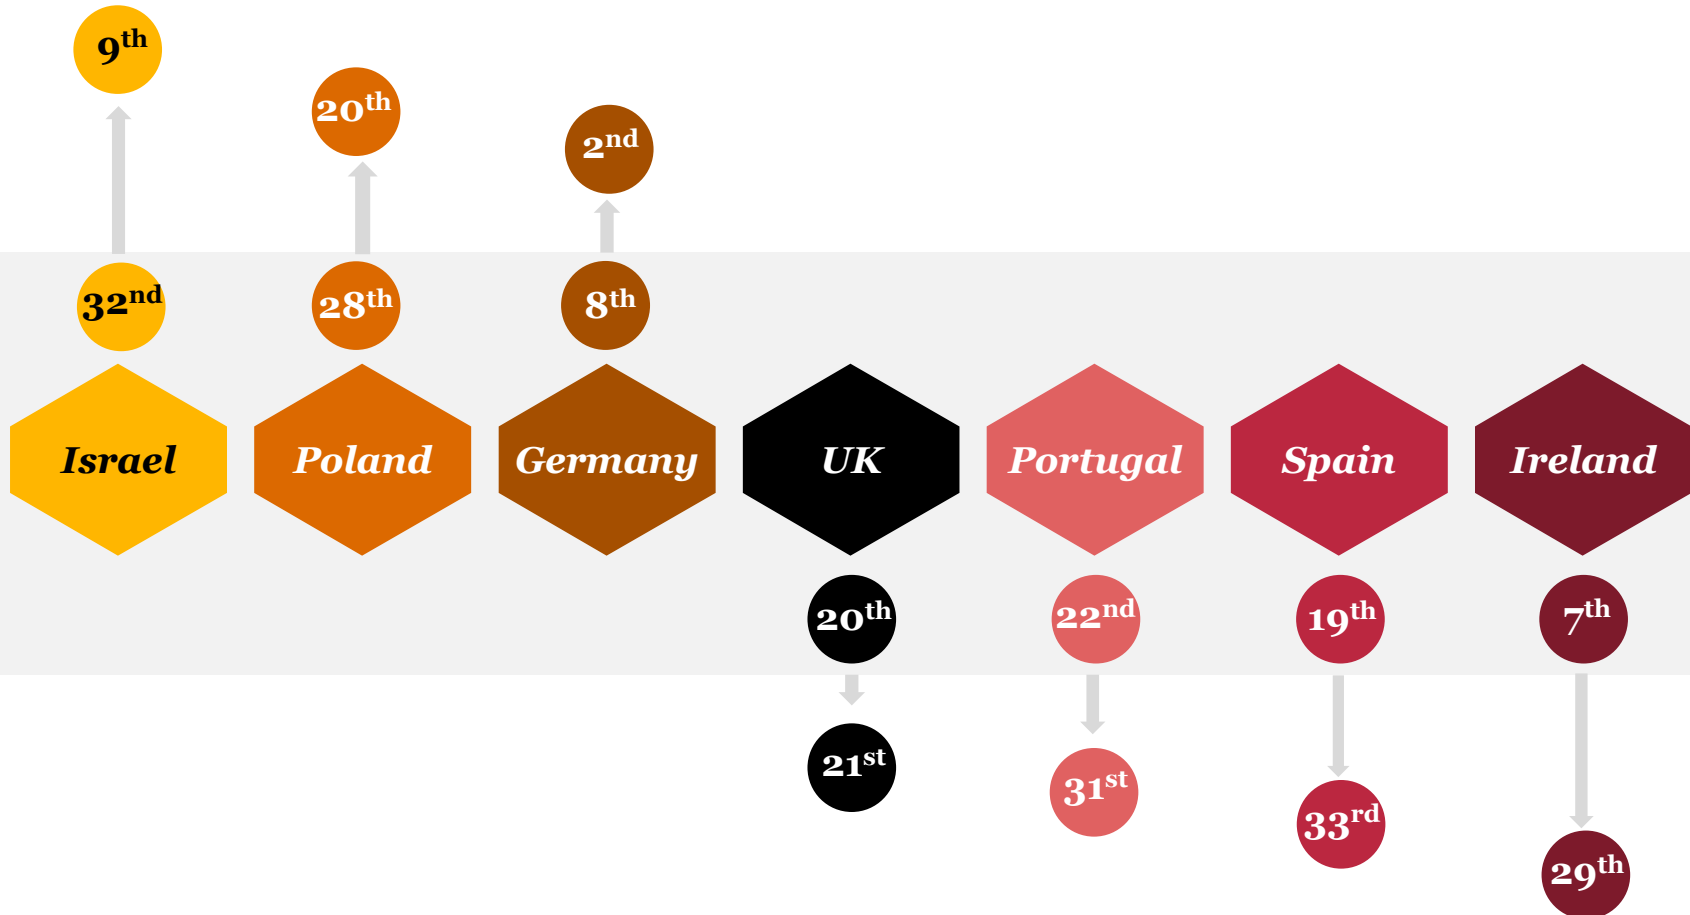 9th
20th
2nd
32nd
28th
8th
Israel
Poland
Germany
UK
Portugal
Spain
Ireland
20th
22nd
19th
7th
21st
31st
33rd
29th